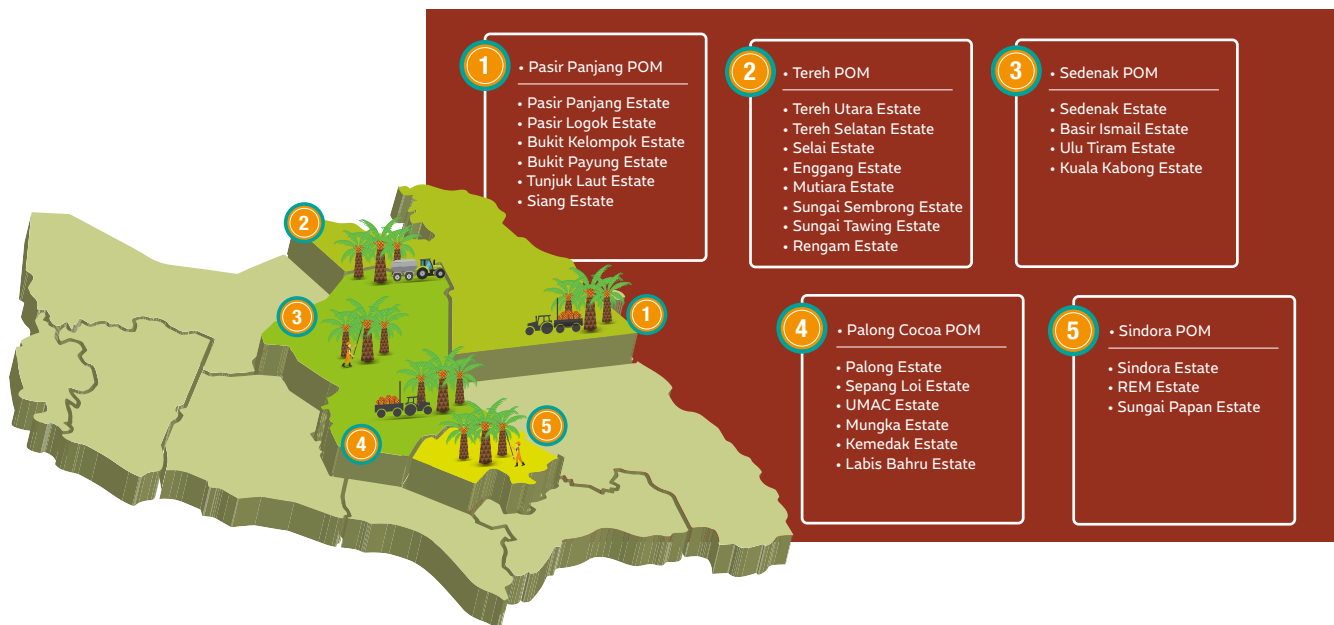 1
• Pasir Panjang POM
• Pasir Panjang Estate
• Pasir Logok Estate
• Bukit Kelompok Estate
• Bukit Payung Estate
• Tunjuk Laut Estate
• Siang Estate
2
• Tereh POM
• Tereh Utara Estate
• Tereh Selatan Estate
• Selai Estate
• Enggang Estate
• Mutiara Estate
• Sungai Sembrong Estate
• Sungai Tawing Estate
• Rengam Estate
3
• Sedenak POM
• Sedenak Estate
• Basir Ismail Estate
• Ulu Tiram Estate
• Kuala Kabong Estate
4
• Palong Cocoa POM
• Palong Estate
• Sepang Loi Estate
• UMAC Estate
• Mungka Estate
• Kemedak Estate
• Labis Bahru Estate
5
• Sindora POM
• Sindora Estate
• REM Estate
• Sungai Papan Estate
2
3
1
4
5